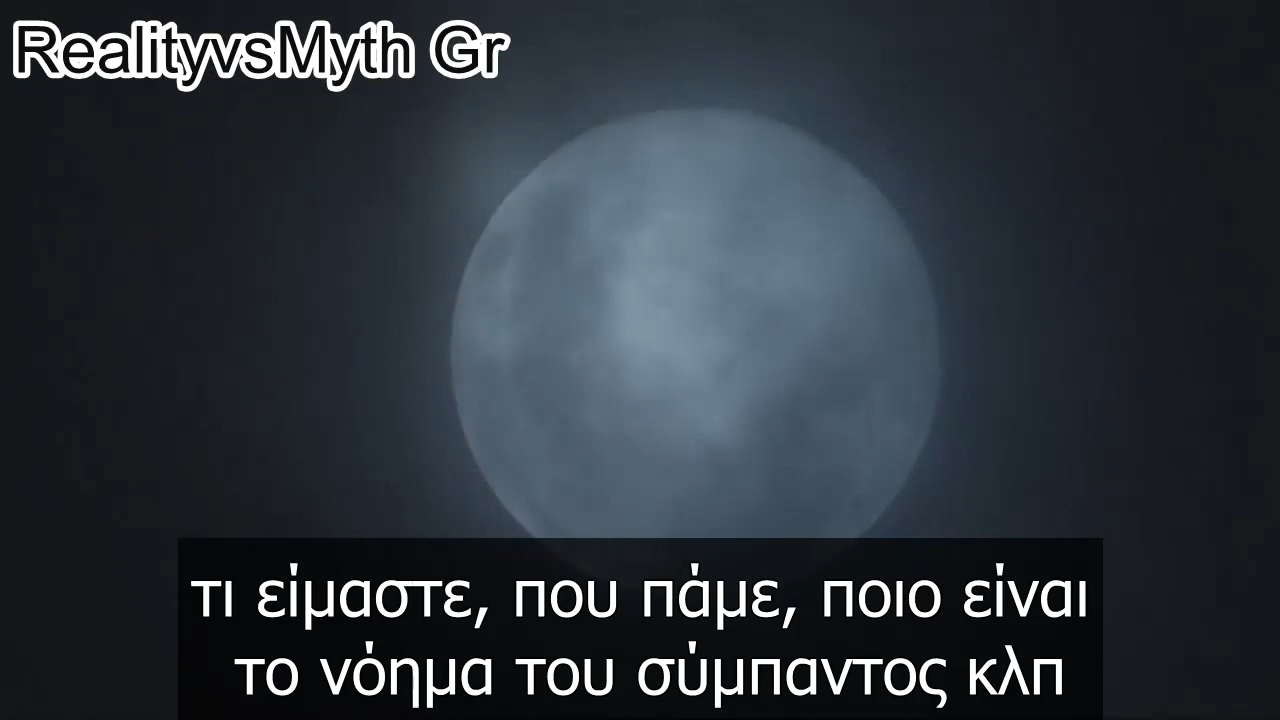 RealityvsMyth Gr
τι είμαστε, που πάμε, ποιο είναι
το νόημα του σύμπαντος κλπ